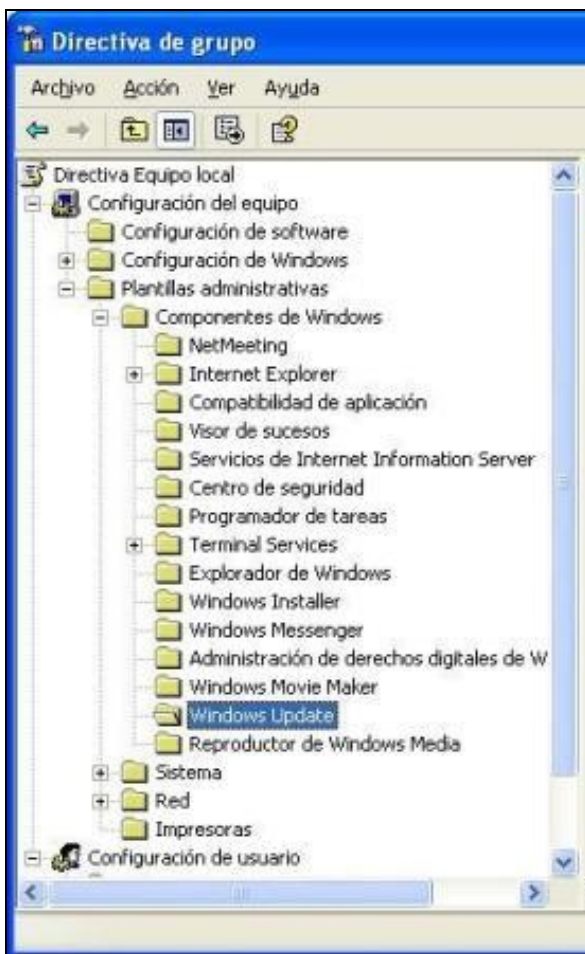 Directiva de grupo
Archivo Acción Ver Ayuda
Directiva Equipo local
Configuración del equipo
Configuración de software
Configuración de Windows
Plantillas administrativas
Componentes de Windows
NetMeeting
Internet Explorer
Compatibilidad de aplicación
Visor de sucesos
Servicios de Internet Information Server
Centro de seguridad
Programador de tareas
Terminal Services
Explorador de Windows
Windows Installer
Windows Messenger
Administración de derechos digitales de W
Windows Movie Maker
Windows Update
Reproductor de Windows Media
Sistema
Red
Impresoras
Configuración de usuario